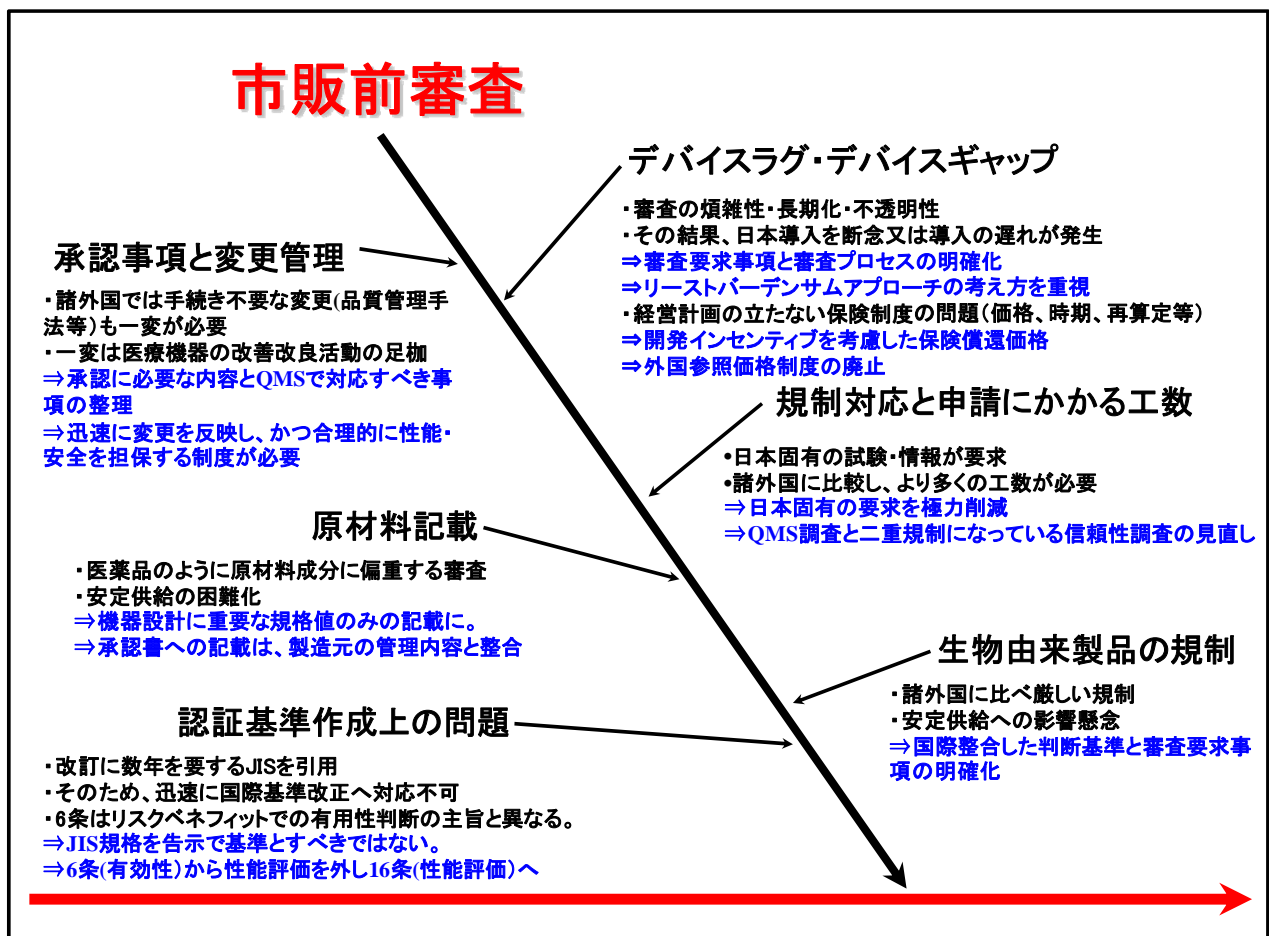 市販前審査
デバイスラグ・デバイスギャップ
・審査の煩雑性・長期化・不透明性
・その結果、日本導入を断念又は導入の遅れが発生
⇒審査要求事項と審査プロセスの明確化
⇒リーストバーデンサムアプローチの考え方を重視
・経営計画の立たない保険制度の問題(価格、時期、再算定等)
⇒開発インセンティブを考慮した保険償還価格
⇒外国参照価格制度の廃止
承認事項と変更管理
・諸外国では手続き不要な変更(品質管理手
法等)も一変が必要
・一変は医療機器の改善改良活動の足枷
⇒承認に必要な内容とQMSで対応すべき事
項の整理
⇒迅速に変更を反映し、かつ合理的に性能・
安全を担保する制度が必要
規制対応と申請にかかる工数
•日本固有の試験・情報が要求
•諸外国に比較し、より多くの工数が必要
⇒日本固有の要求を極力削減
⇒QMS調査と二重規制になっている信頼性調査の見直し
原材料記載
・医薬品のように原材料成分に偏重する審査
・安定供給の困難化
⇒機器設計に重要な規格値のみの記載に。
⇒承認書への記載は、製造元の管理内容と整合
生物由来製品の規制
・諸外国に比べ厳しい規制
・安定供給への影響懸念
⇒国際整合した判断基準と審査要求事
項の明確化
認証基準作成上の問題
・改訂に数年を要するJISを引用
・そのため、迅速に国際基準改正へ対応不可
・6条はリスクベネフィットでの有用性判断の主旨と異なる。
⇒JIS規格を告示で基準とすべきではない。
⇒6条(有効性)から性能評価を外し16条(性能評価)へ